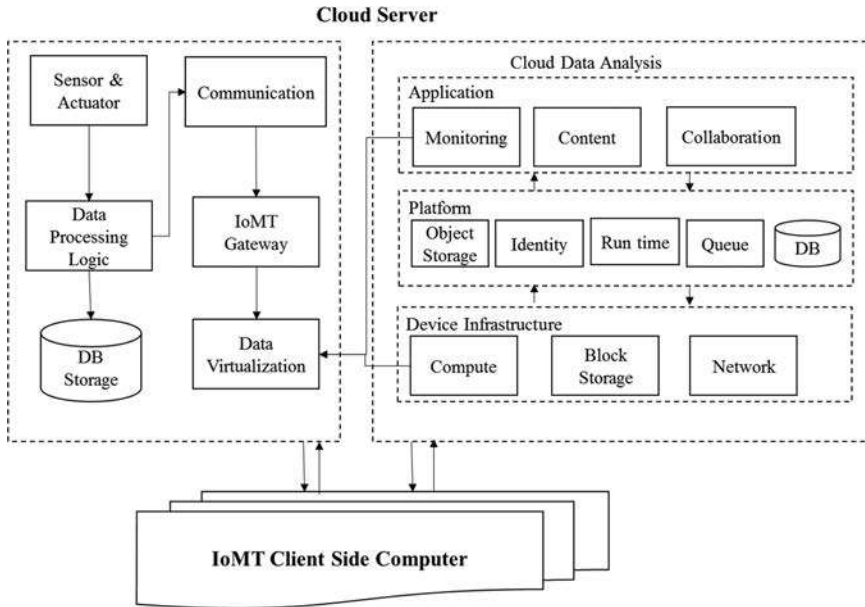 Cloud Server
Sensor &
Actuator
Communication
Data
Processing
Logic
IoMT
Gateway
DB
Storage
Data
Virtualization
Cloud Data Analysis
Application
Monitoring
Content
Collaboration
Platform
Object
Storage
Identity
Run time
Queue
DB
Device Infrastructure
Compute
Block
Storage
Network
IoMT Client Side Computer